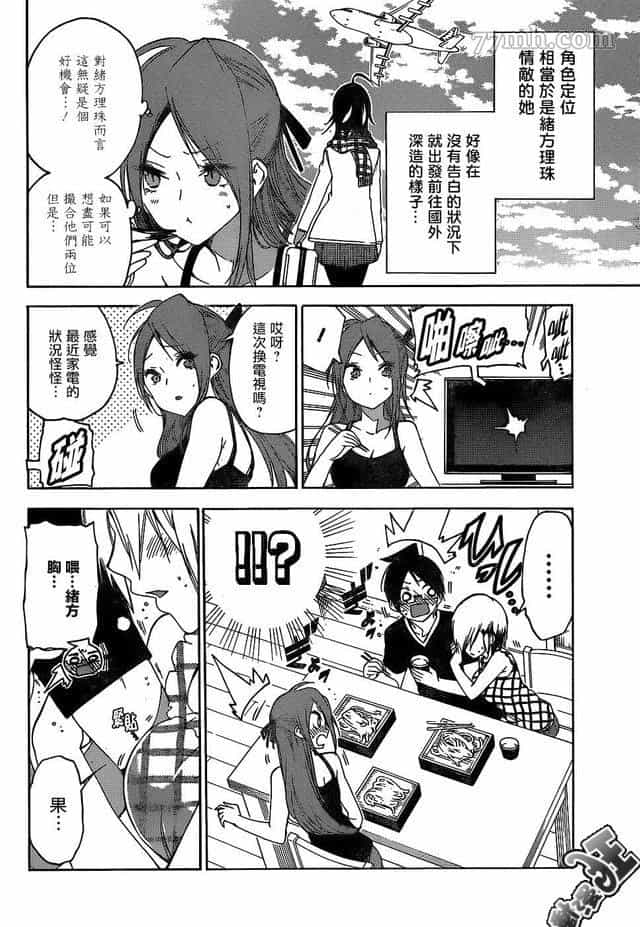 77mh.com
角色定位
相當於是緒方理珠
情敵的她
好像在
沒有告白的狀況下
就出發前往國外
深造的樣子…
對緒方理珠而言
這無疑是個
好機會…！
如果可以
想盡可能
撮合他們兩位
但是…
吡吡
啪嚓吡…
哎呀？
這次換電視嗎？
感覺
最近家電的
狀況怪怪…
碰
……
!!?
喂…緒方
胸…
緊貼
果…